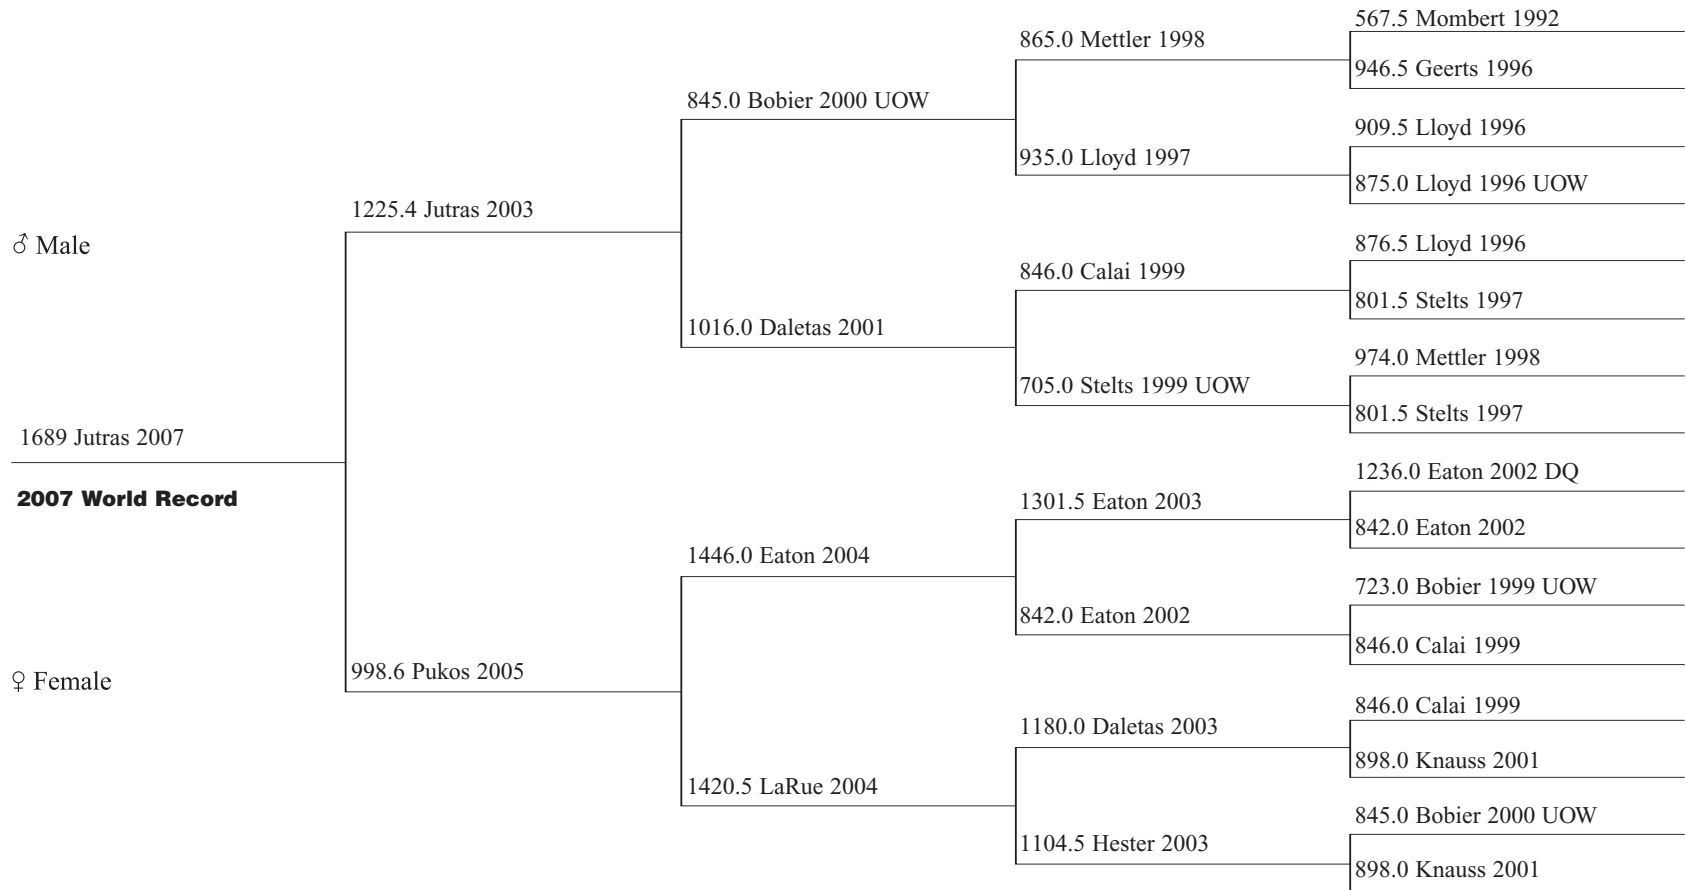 567.5 Mombert 1992
865.0 Mettler 1998
946.5 Geerts 1996
845.0 Bobier 2000 UOW
909.5 Lloyd 1996
935.0 Lloyd 1997
875.0 Lloyd 1996 UOW
1225.4 Jutras 2003
♂ Male
876.5 Lloyd 1996
846.0 Calai 1999
801.5 Stelts 1997
1016.0 Daletas 2001
974.0 Mettler 1998
705.0 Stelts 1999 UOW
801.5 Stelts 1997
1689 Jutras 2007
2007 World Record
1236.0 Eaton 2002 DQ
1301.5 Eaton 2003
842.0 Eaton 2002
1446.0 Eaton 2004
723.0 Bobier 1999 UOW
842.0 Eaton 2002
846.0 Calai 1999
998.6 Pukos 2005
♀ Female
846.0 Calai 1999
1180.0 Daletas 2003
898.0 Knauss 2001
1420.5 LaRue 2004
845.0 Bobier 2000 UOW
1104.5 Hester 2003
898.0 Knauss 2001